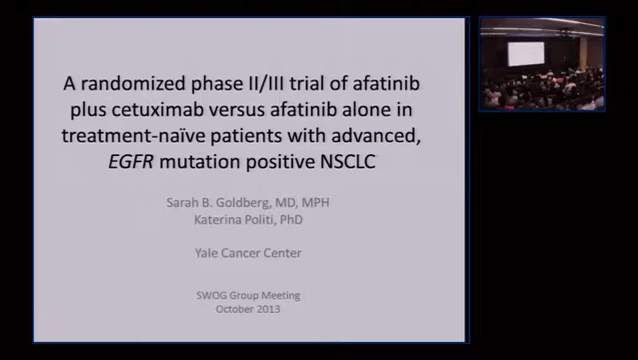 A randomized phase II/III trial of afatinib
plus cetuximab versus afatinib alone in
treatment-naïve patients with advanced,
EGFR mutation positive NSCLC
Sarah B. Goldberg, MD, MPH
Katerina Politi, PhD
Yale Cancer Center
SWOG Group Meeting
October 2013